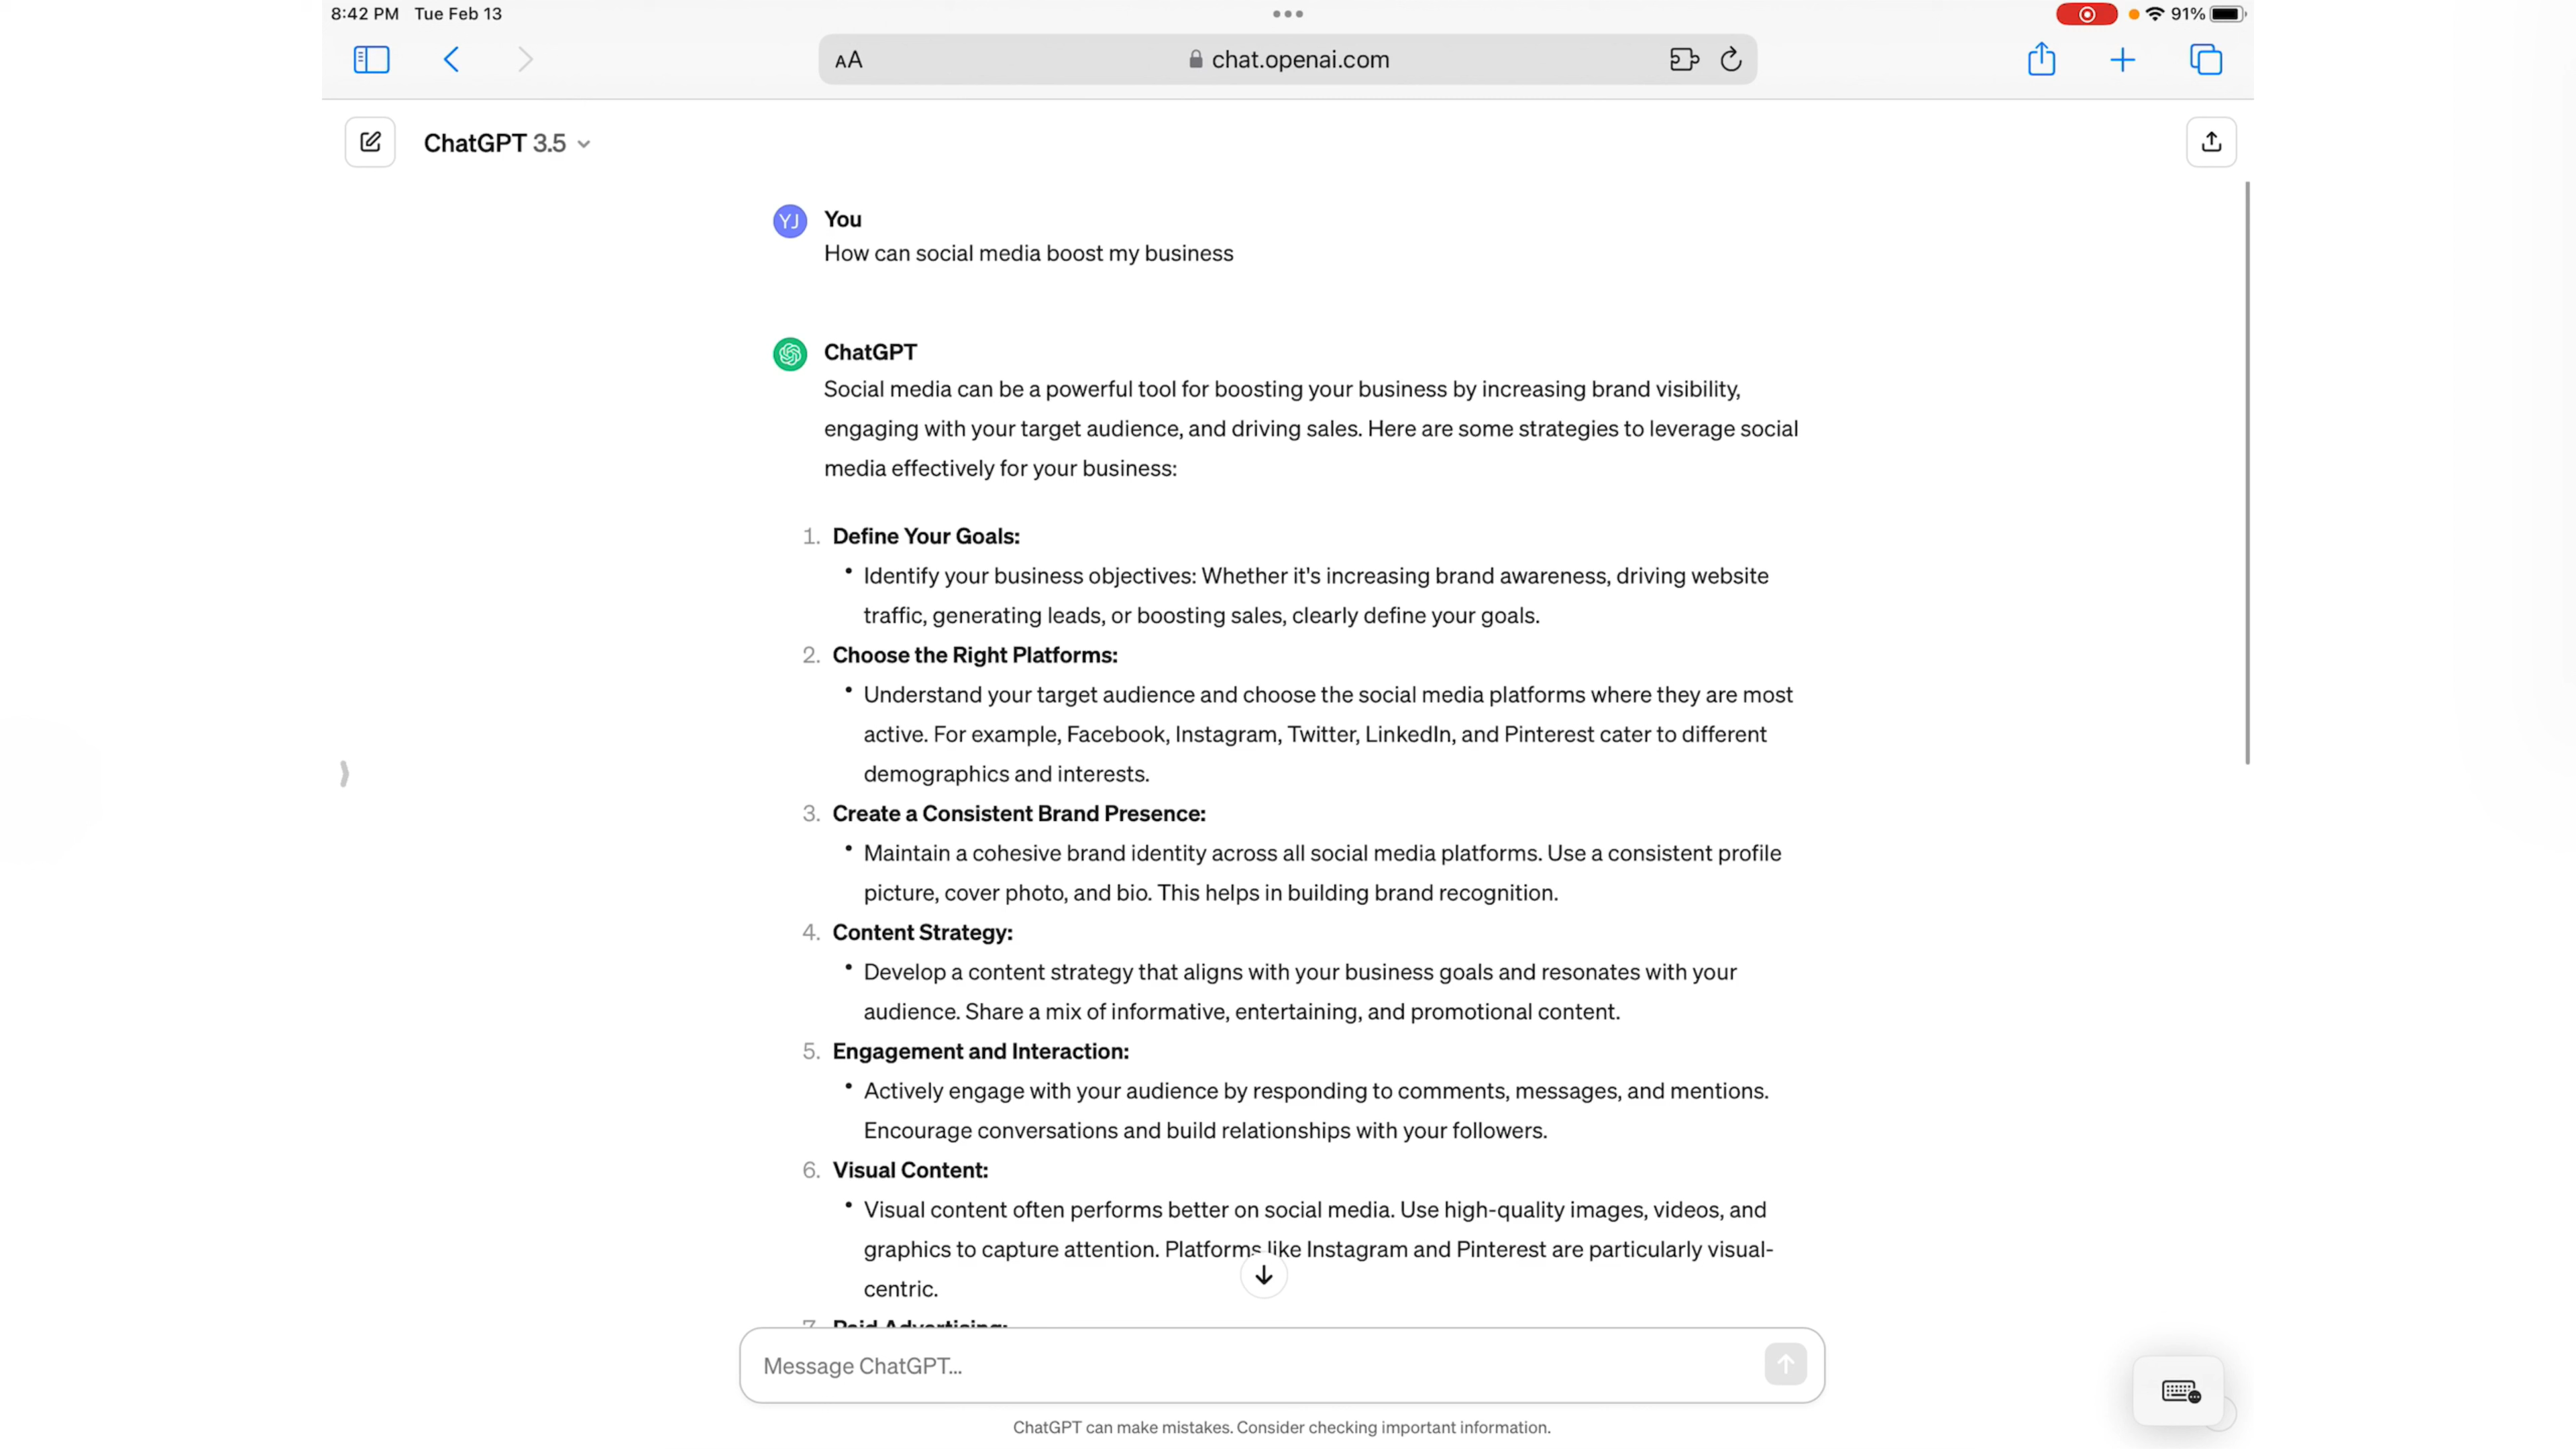 8:42 PM Tue Feb 13
91%
AA
chat.openai.com
ChatGPT 3.5
YJ
You
How can social media boost my business
ChatGPT
Social media can be a powerful tool for boosting your business by increasing brand visibility,
engaging with your target audience, and driving sales. Here are some strategies to leverage social
media effectively for your business:
1. Define Your Goals:
• Identify your business objectives: Whether it's increasing brand awareness, driving website
traffic, generating leads, or boosting sales, clearly define your goals.
2. Choose the Right Platforms:
• Understand your target audience and choose the social media platforms where they are most
active. For example, Facebook, Instagram, Twitter, LinkedIn, and Pinterest cater to different
demographics and interests.
3. Create a Consistent Brand Presence:
• Maintain a cohesive brand identity across all social media platforms. Use a consistent profile
picture, cover photo, and bio. This helps in building brand recognition.
4. Content Strategy:
• Develop a content strategy that aligns with your business goals and resonates with your
audience. Share a mix of informative, entertaining, and promotional content.
5. Engagement and Interaction:
• Actively engage with your audience by responding to comments, messages, and mentions.
Encourage conversations and build relationships with your followers.
6. Visual Content:
• Visual content often performs better on social media. Use high-quality images, videos, and
graphics to capture attention. Platforms like Instagram and Pinterest are particularly visual-
centric.
7. Paid Advertising:
Message ChatGPT...
ChatGPT can make mistakes. Consider checking important information.